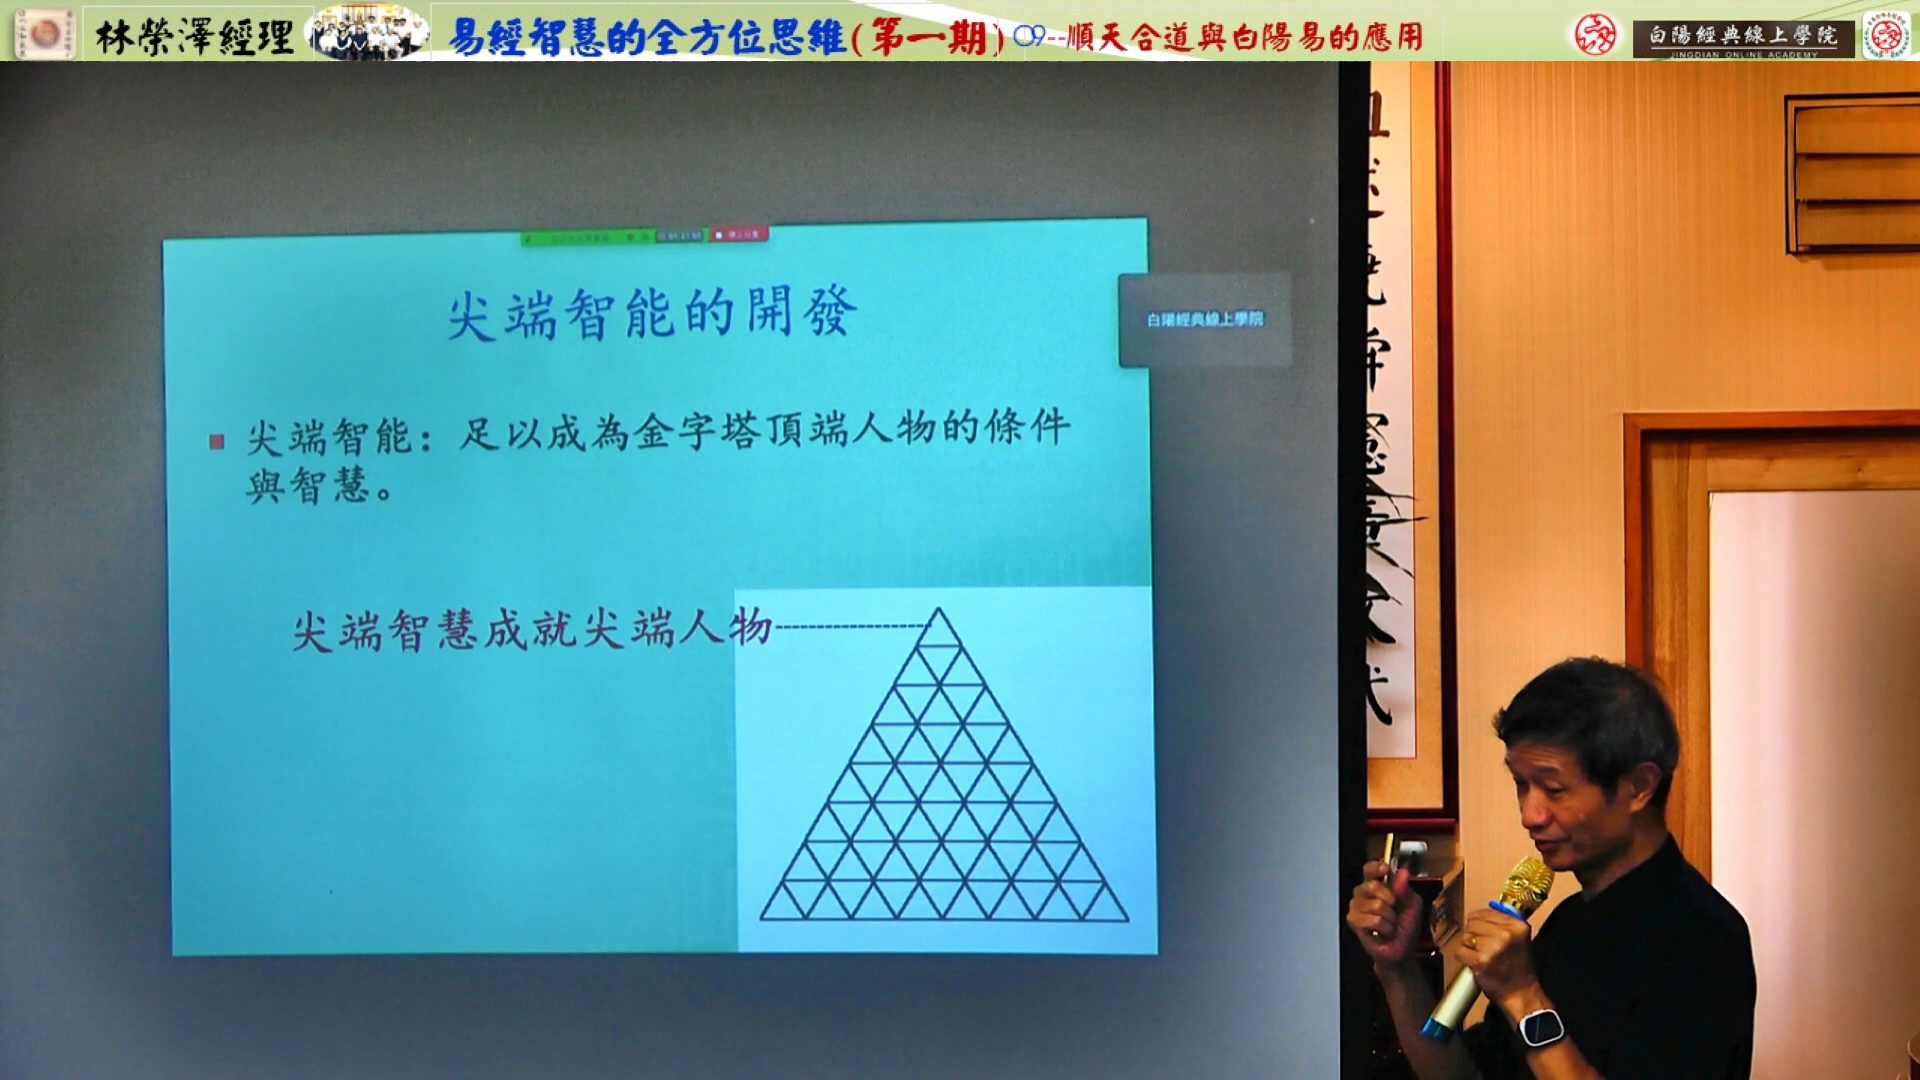 林榮澤經理
易經智慧的全方位思維(第一期)
09--順天合道與白陽易的應用
白陽經典線上學院
JINGDIAN ONLINE ACADEMY
白陽經典線上學院
尖端智能的開發
尖端智能：足以成為金字塔頂端人物的條件
與智慧。
尖端智慧成就尖端人物